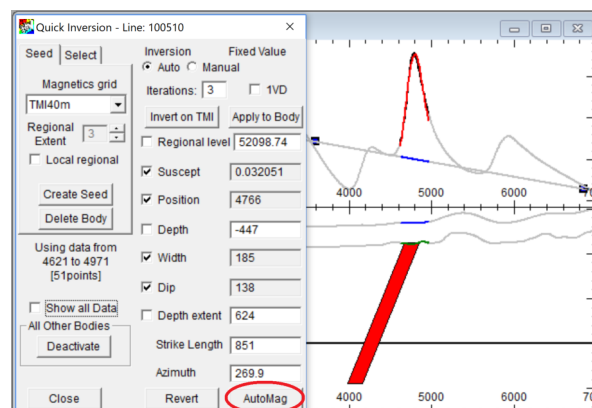 Quick Inversion - Line: 100510
Seed Select
Magnetics grid
TMI40m
Regional Extent 3
Local regional
Create Seed
Delete Body
Using data from
4621 to 4971
[51points]
Show all Data
All Other Bodies
Deactivate
Close
Inversion Fixed Value
Auto Manual
Iterations: 3 1VD
Invert on TMI Apply to Body
Regional level 52098.74
Suscept 0.032051
Position 4766
Depth -447
Width 185
Dip 138
Depth extent 624
Strike Length 851
Azimuth 269.9
Revert AutoMag
4000 5000 6000 70
4000 5000 6000 70